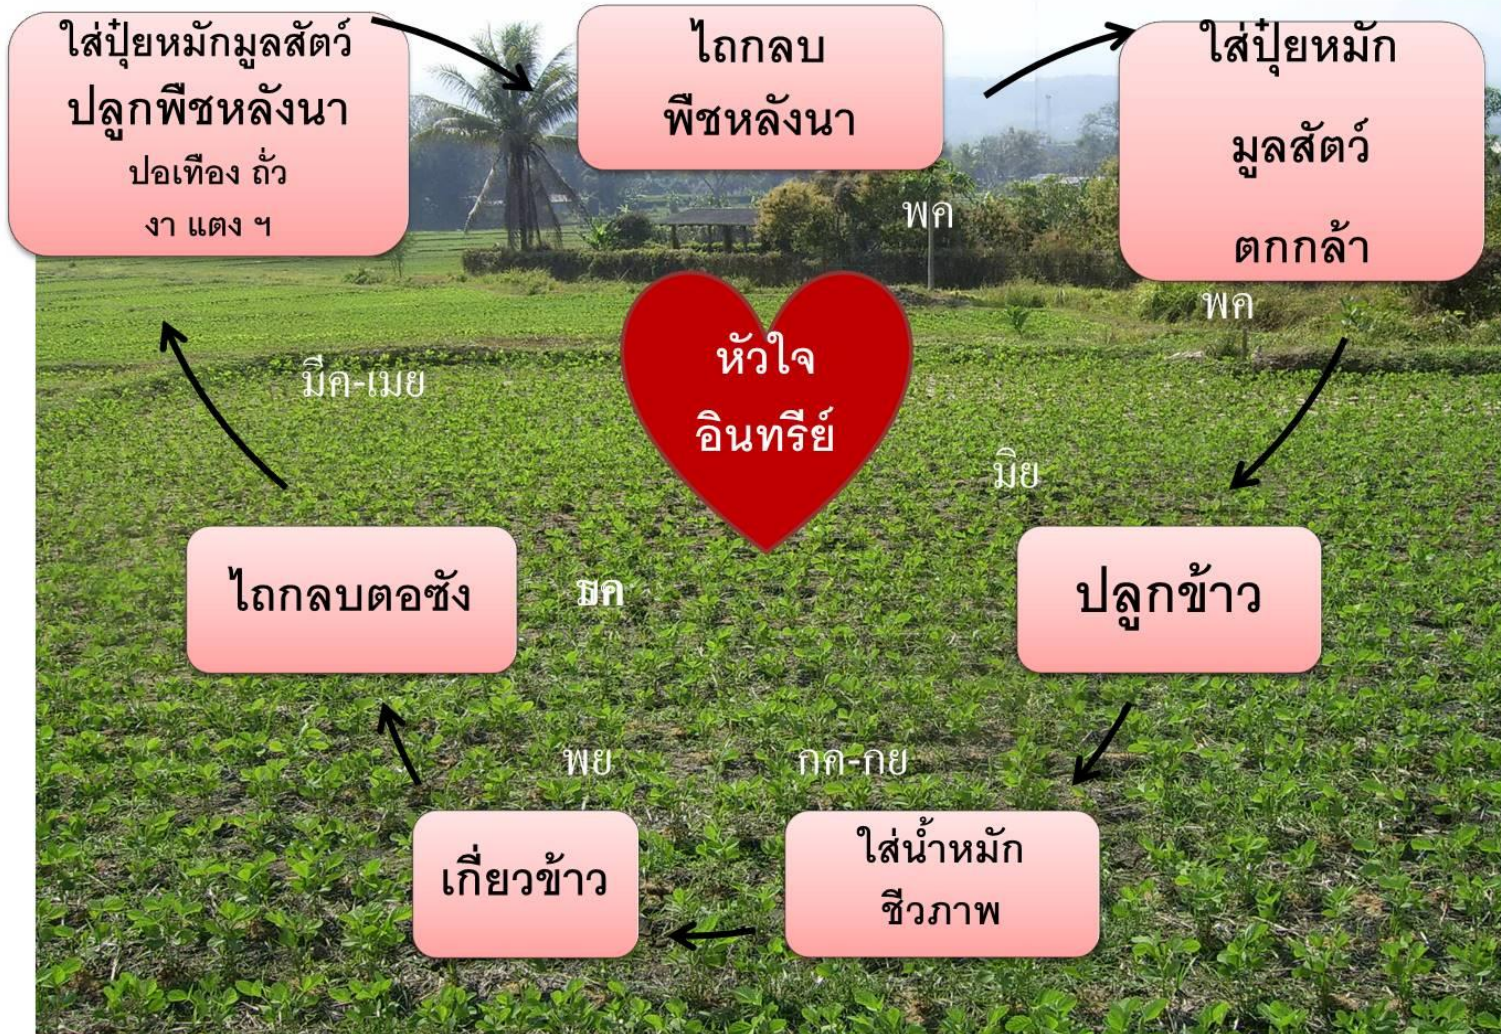 ใส่ปุ๋ยหมักมูลสัตว์
ปลูกพืชหลังนา
ปอเทือง ถั่ว
งา แตง ฯ
ไถกลบ
พืชหลังนา
พค
ใส่ปุ๋ยหมัก
มูลสัตว์
ตกกล้า
พค
หัวใจ
อินทรีย์
มีค-เมย
มิย
ไถกลบตอซัง
ปลูกข้าว
พย
กค-กย
เกี่ยวข้าว
ใส่น้ำหมัก
ชีวภาพ